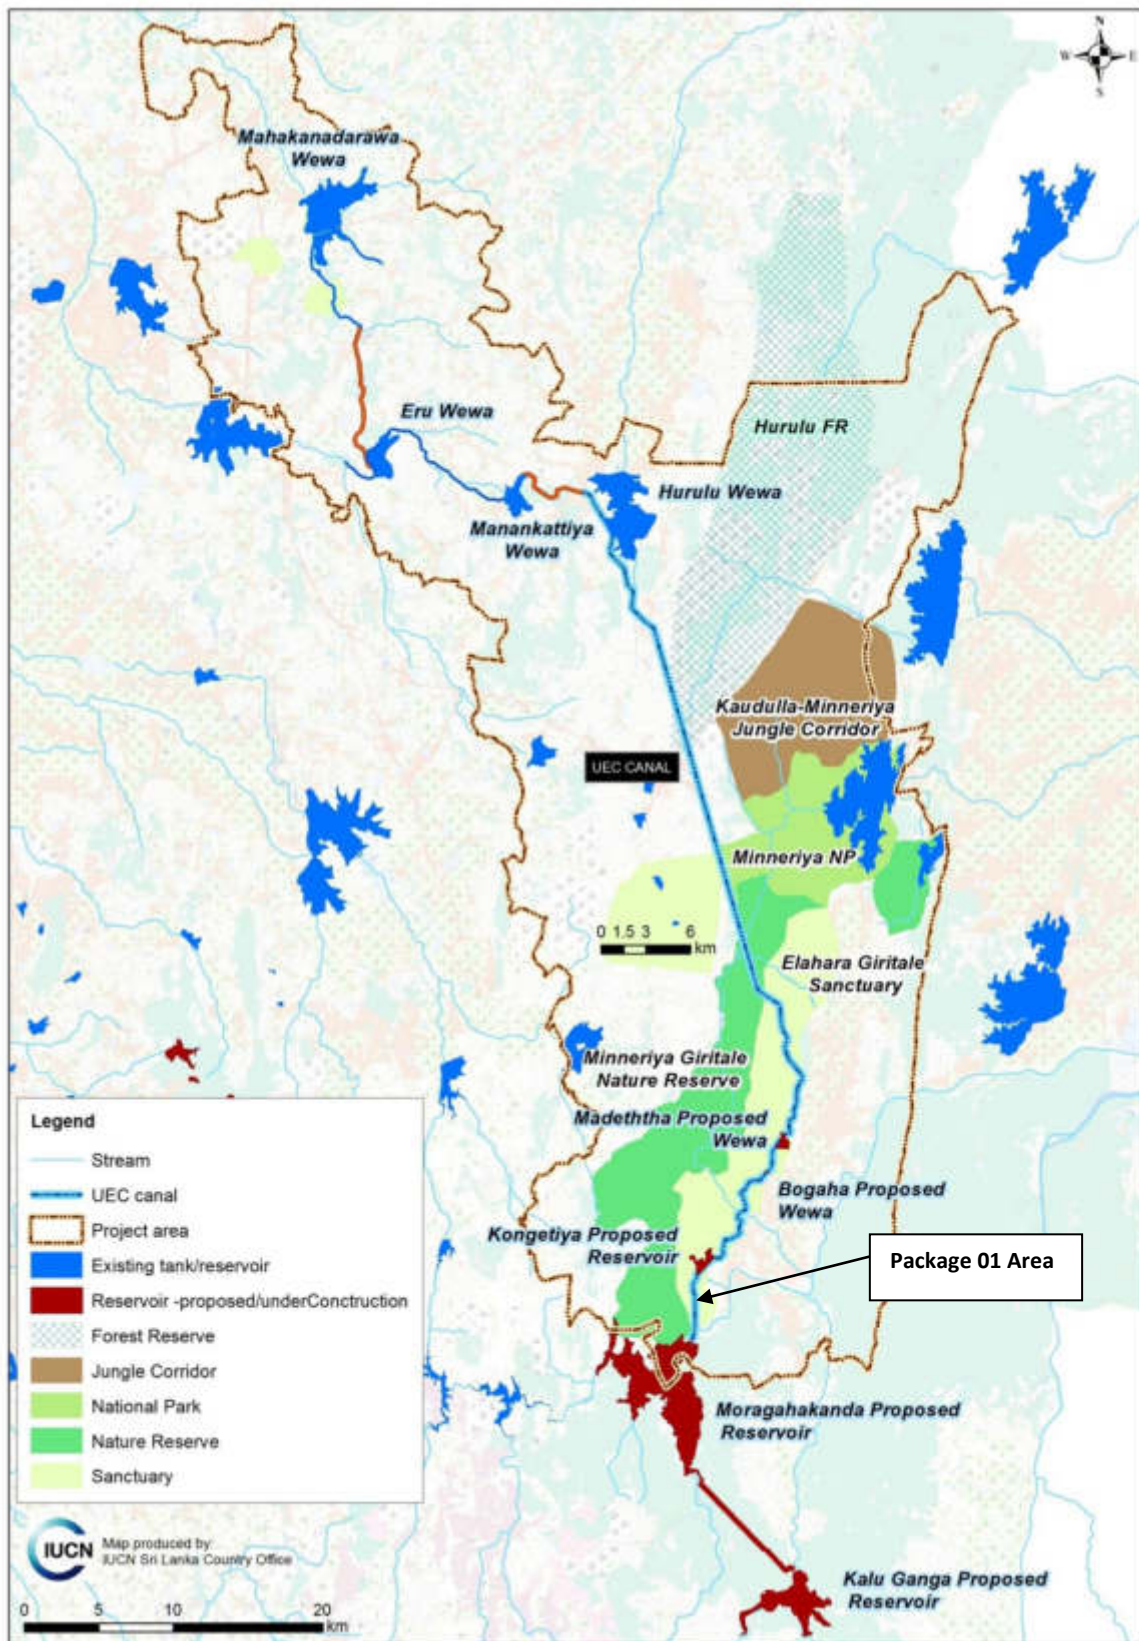 N
W E
S
Mahakanadarawa
Wewa
Eru Wewa
Hurulu FR
Hurulu Wewa
Manankattiya
Wewa
Kaudulla-Minneriya
Jungle Corridor
UEC CANAL
Minneriya NP
0 1.5 3 6
km
Elahara Giritale
Sanctuary
Minneriya Giritale
Nature Reserve
Madeththa Proposed
Wewa
Bogaha Proposed
Wewa
Kongetiya Proposed
Reservoir
Package 01 Area
Moragahakanda Proposed
Reservoir
Kalu Ganga Proposed
Reservoir
Legend
Stream
UEC canal
Project area
Existing tank/reservoir
Reservoir -proposed/underConctruction
Forest Reserve
Jungle Corridor
National Park
Nature Reserve
Sanctuary
IUCN
Map produced by:
IUCN Sri Lanka Country Office
0 5 10 20
km